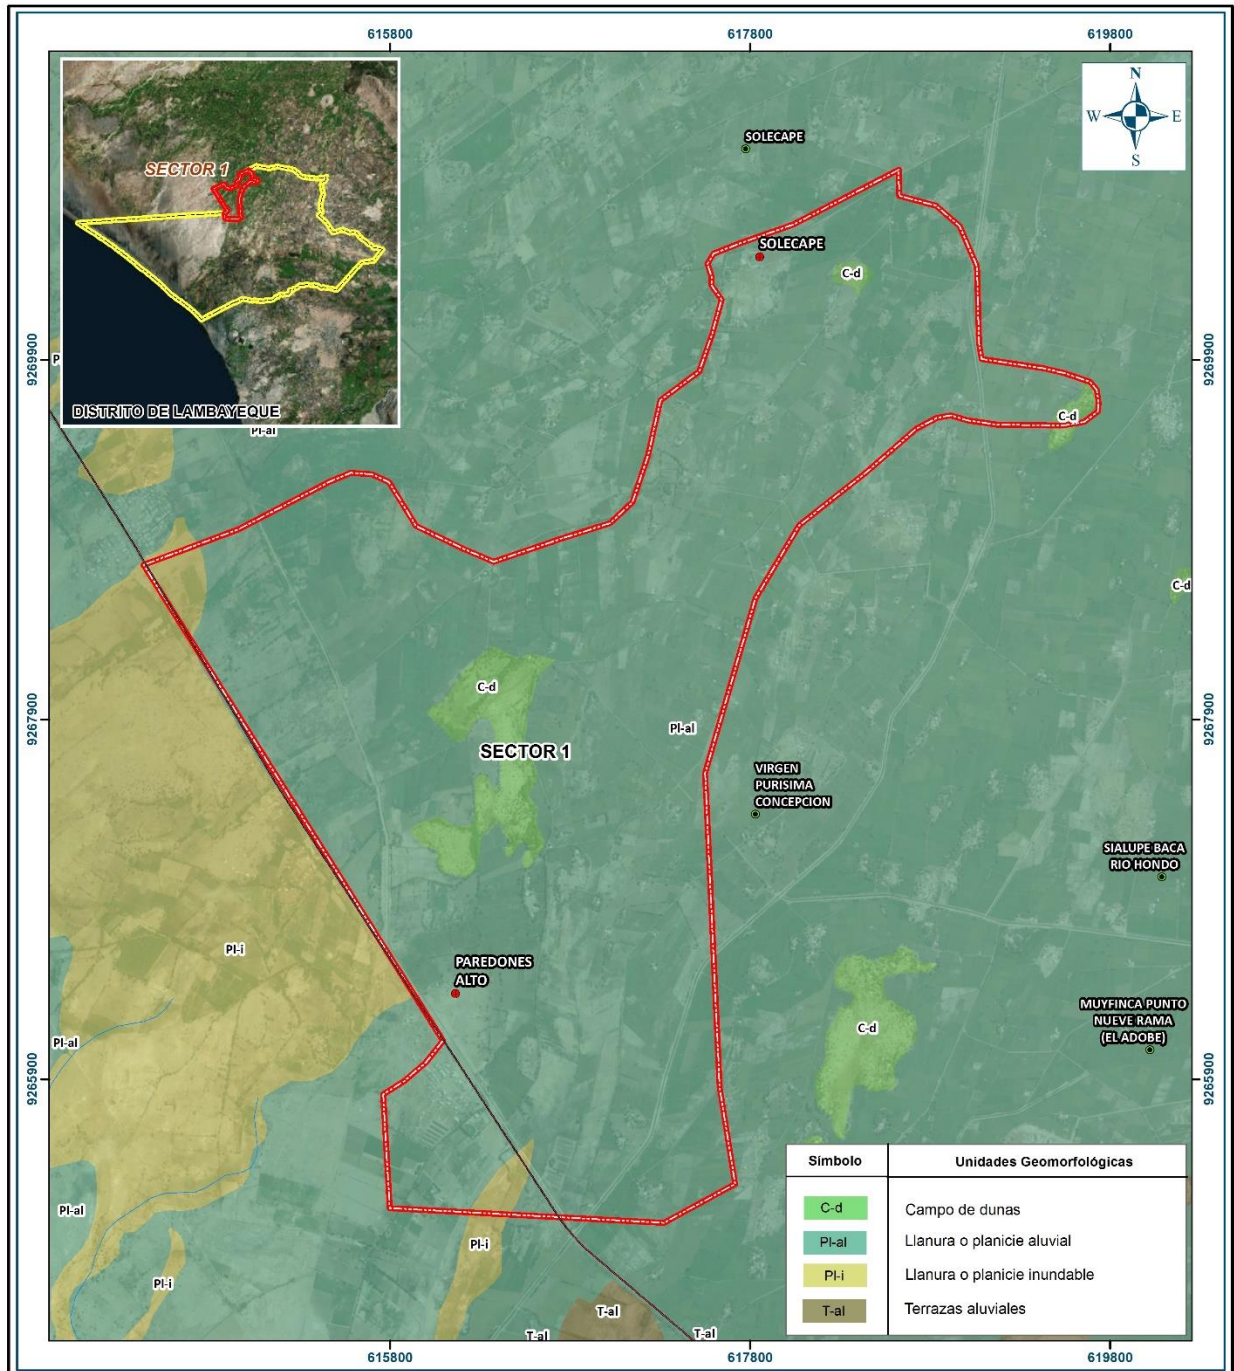 615800
617800
619800
N
W
E
S
SECTOR 1
DISTRITO DE LAMBAYEQUE
SOLECAPE
SOLECAPE
C-d
9269900
9269900
P
C-d
Pl-al
C-d
C-d
9267900
9267900
Pl-al
SECTOR 1
VIRGEN
PURISIMA
CONCEPCION
SIALUPE BACA
RIO HONDO
Pl-i
PAREDONES
ALTO
MUYFINCA PUNTO
NUEVE RAMA
(EL ADOBE)
C-d
Pl-al
9265900
9265900
Pl-al
Pl-i
Pl-i
T-al
T-al
T-al
Símbolo
Unidades Geomorfológicas
C-d
Campo de dunas
Pl-al
Llanura o planicie aluvial
Pl-i
Llanura o planicie inundable
T-al
Terrazas aluviales
615800
617800
619800